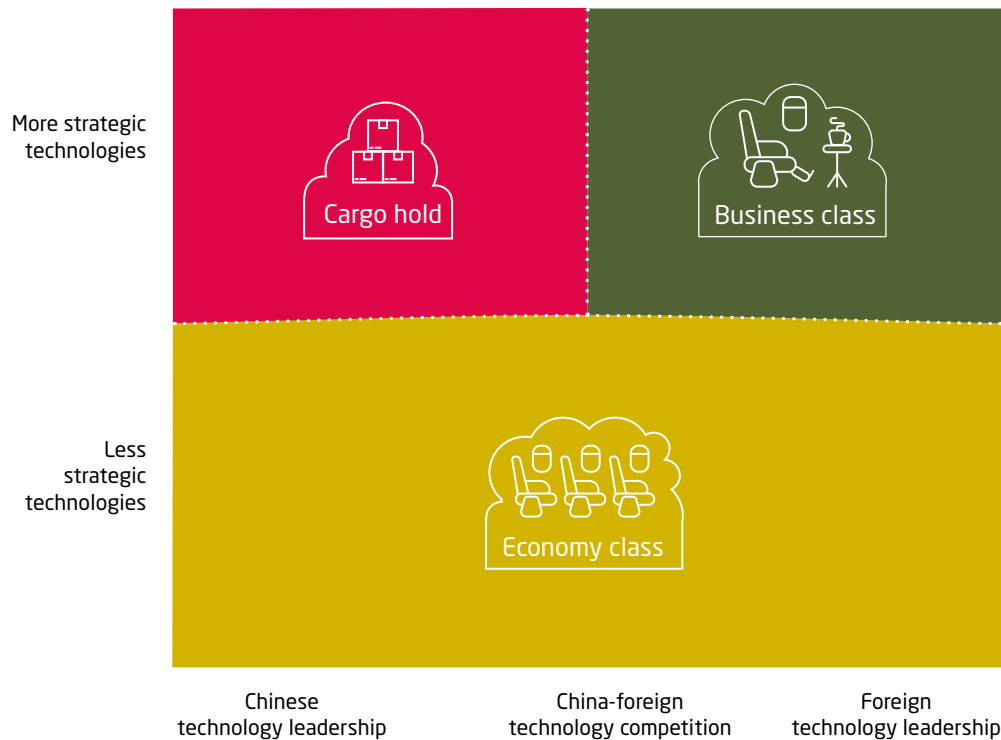 More strategic
technologies
Cargo hold
Business class
Less
strategic
technologies
Economy class
Chinese
technology leadership
China-foreign
technology competition
Foreign
technology leadership